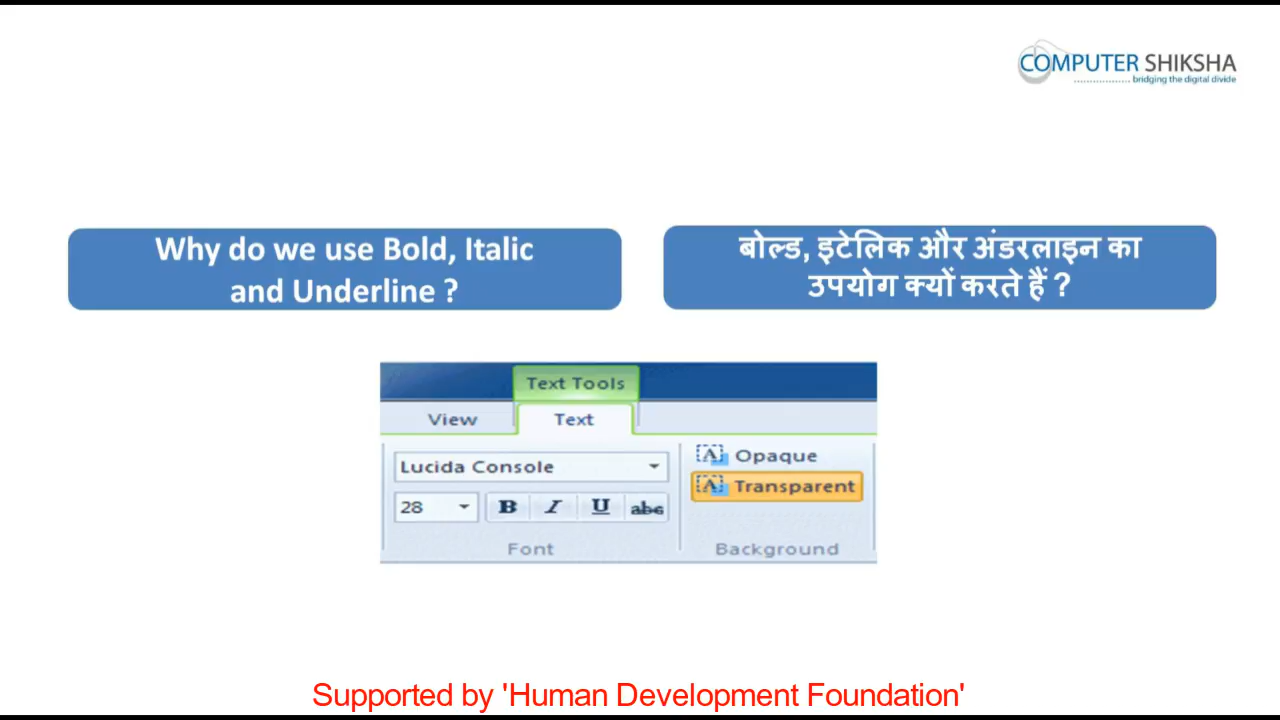 COMPUTER SHIKSHA
bridging the digital divide
Why do we use Bold, Italic
and Underline ?
बोल्ड, इटेलिक और अंडरलाइन का
उपयोग क्यों करते हैं ?
Text Tools
View Text
Lucida Console
Opaque
Transparent
28 B I U abc
Font Background
Supported by 'Human Development Foundation'